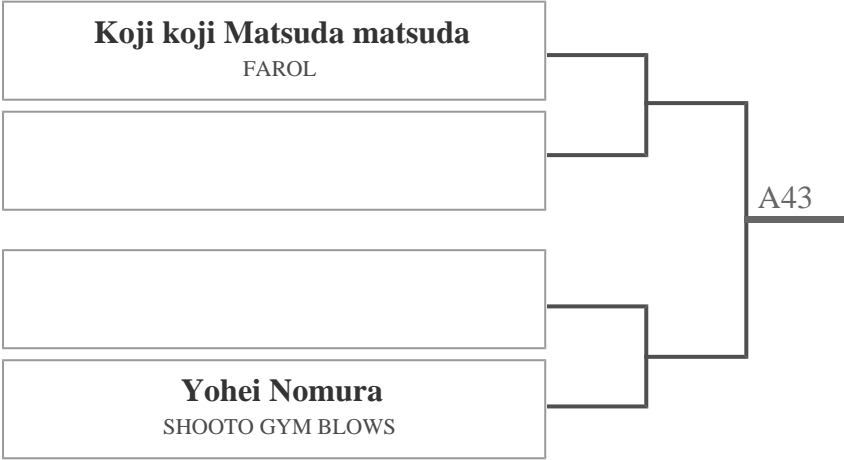 Koji koji Matsuda matsuda
FAROL
A43
Yohei Nomura
SHOOTO GYM BLOWS